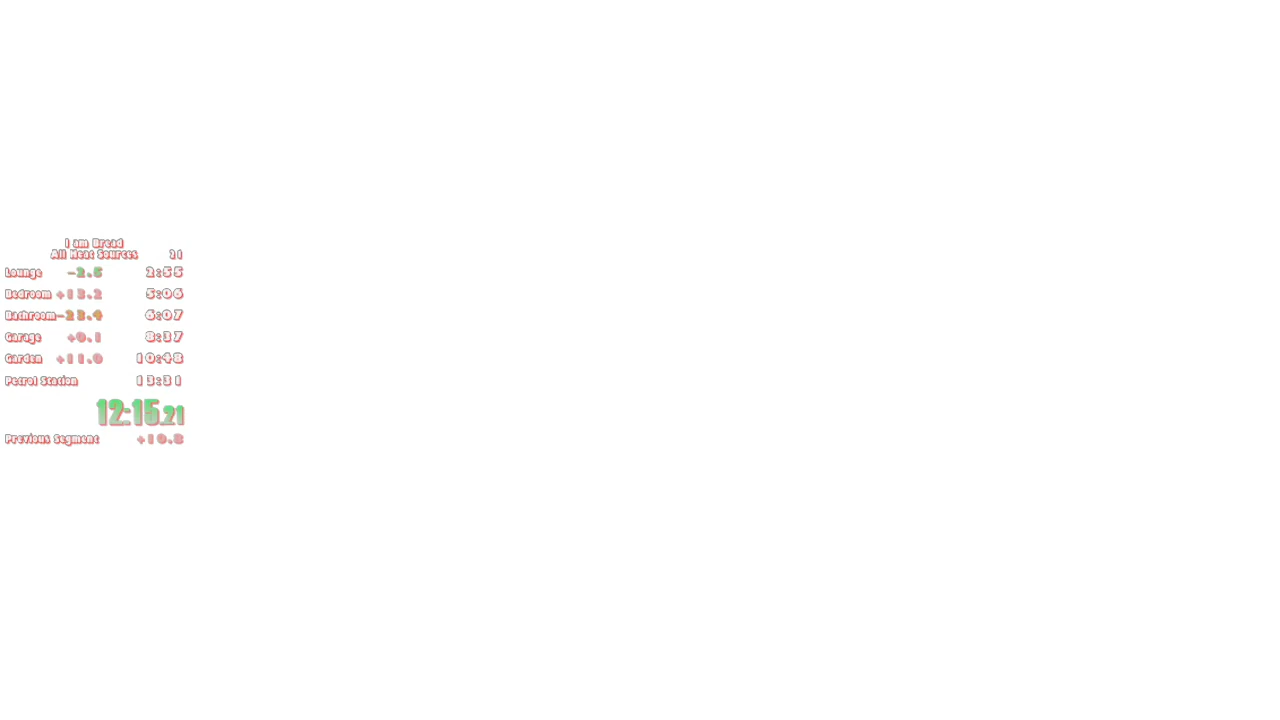 I am Bread
All Heat Sources 21
Lounge -2.5 2:55
Bedroom +13.2 5:06
Bathroom -23.4 6:07
Garage +0.1 8:37
Garden +11.0 10:48
Petrol Station 13:31
12:15.21
Previous Segment +10.8